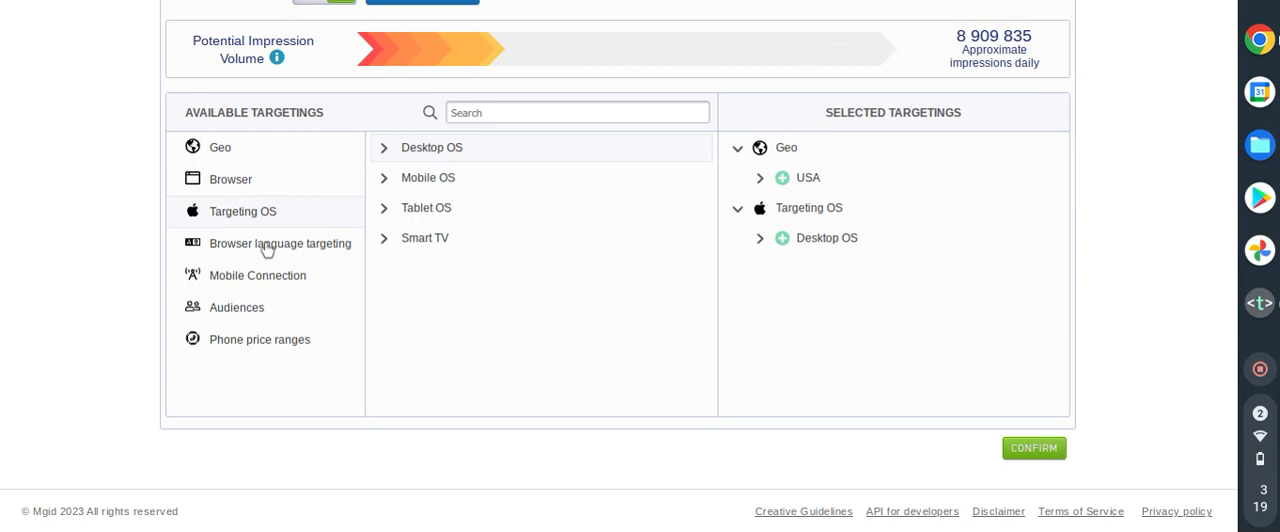 Potential Impression
Volume
8 909 835
Approximate
impressions daily
AVAILABLE TARGETINGS
Search
SELECTED TARGETINGS
Geo
Browser
Targeting OS
Browser language targeting
Mobile Connection
Audiences
Phone price ranges
Desktop OS
Mobile OS
Tablet OS
Smart TV
Geo
USA
Targeting OS
Desktop OS
CONFIRM
© Mgid 2023 All rights reserved
Creative Guidelines API for developers Disclaimer Terms of Service Privacy policy
31
<t>
2
3
19